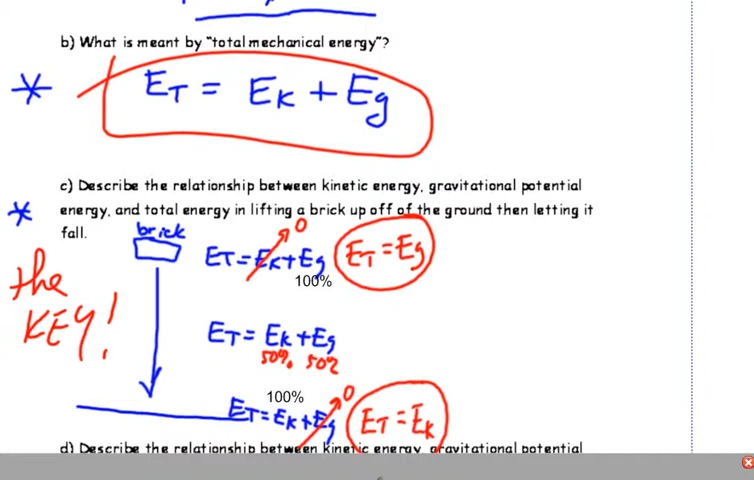 b) What is meant by "total mechanical energy"?
* ET = EK + Eg
c) Describe the relationship between kinetic energy, gravitational potential
* energy, and total energy in lifting a brick up off of the ground then letting it
fall.
brick
ET = EK + Eg 0 ET = Eg
100%
the
KEY!
ET = EK + Eg
50% 50%
100%
ET = EK + Eg 0 ET = EK
d) Describe the relationship between kinetic energy, gravitational potential